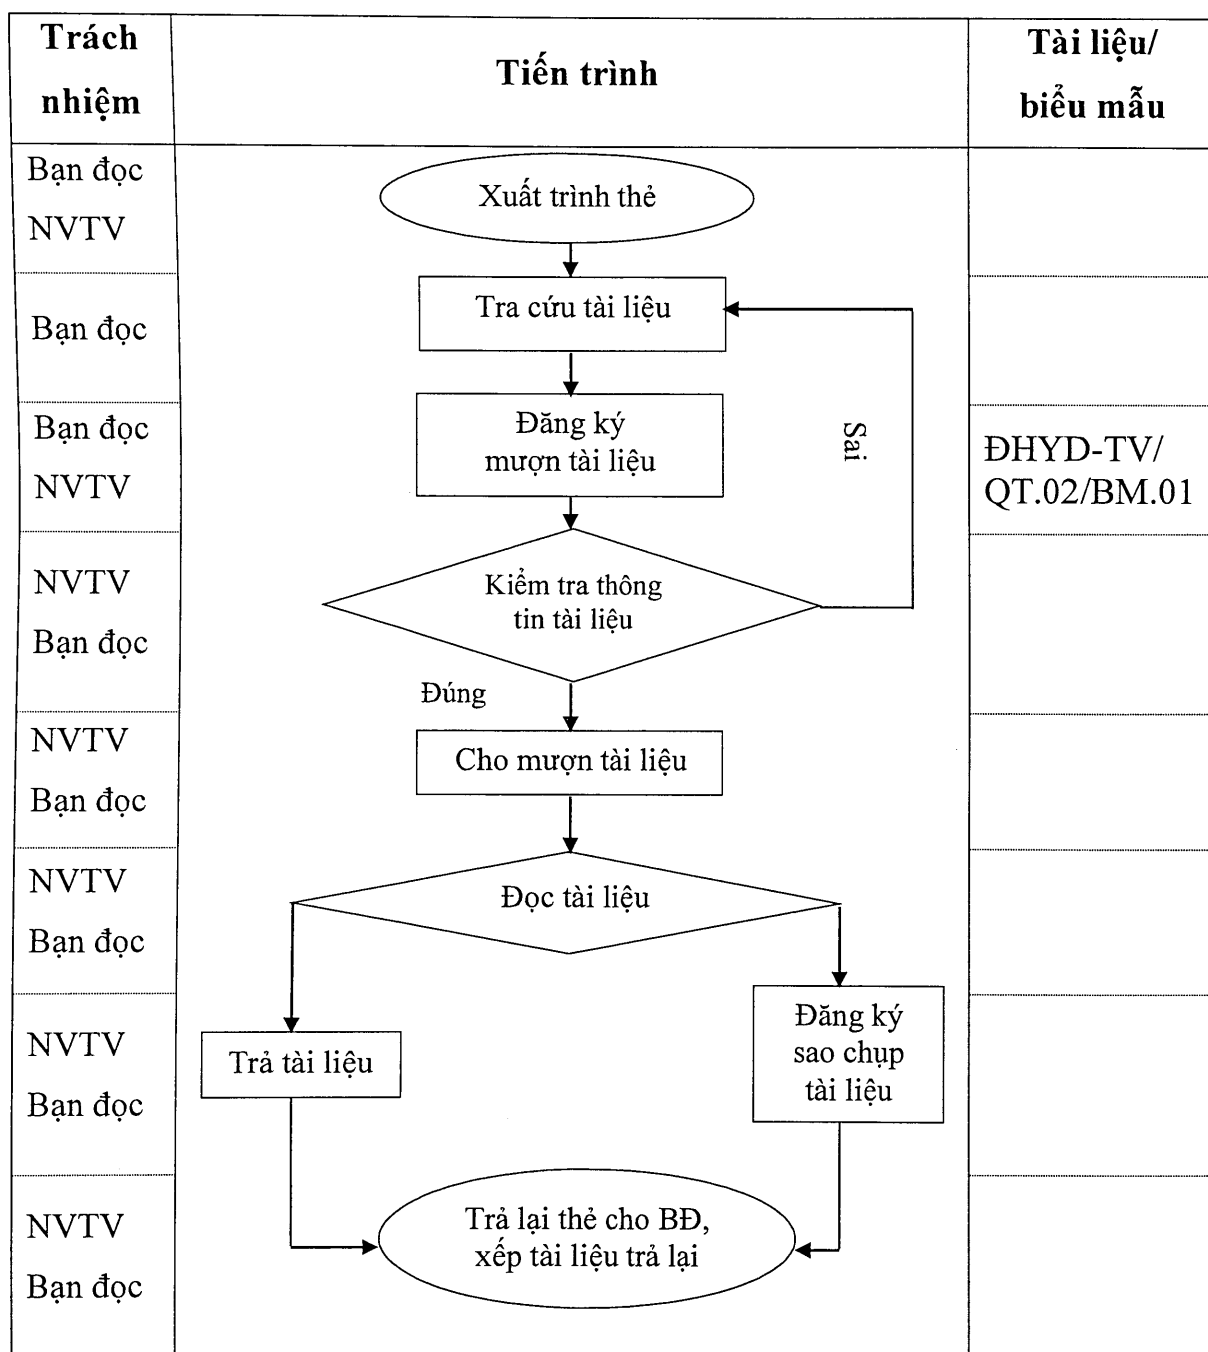 Trách
nhiệm
Tiến trình
Tài liệu/
biểu mẫu
Bạn đọc
NVTV
Xuất trình thẻ
Bạn đọc
Tra cứu tài liệu
Bạn đọc
NVTV
Đăng ký
mượn tài liệu
Sai
ĐHYD-TV/
QT.02/BM.01
NVTV
Bạn đọc
Kiểm tra thông
tin tài liệu
Đúng
NVTV
Bạn đọc
Cho mượn tài liệu
NVTV
Bạn đọc
Đọc tài liệu
NVTV
Bạn đọc
Trả tài liệu
Đăng ký
sao chụp
tài liệu
NVTV
Bạn đọc
Trả lại thẻ cho BĐ,
xếp tài liệu trả lại